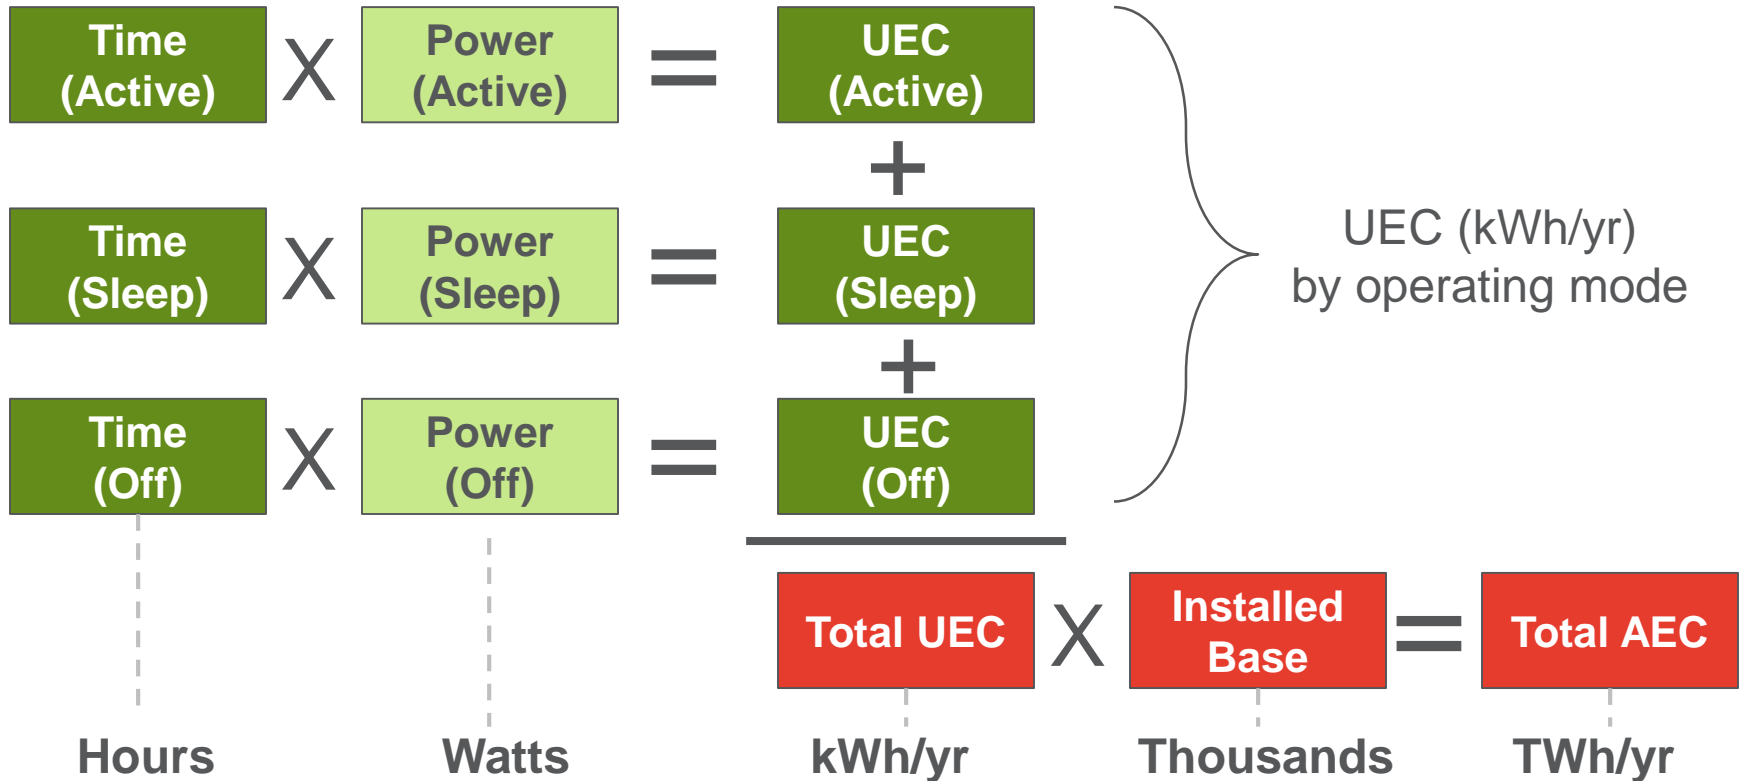 Time
(Active)
X
Power
(Active)
=
UEC
(Active)
+
Time
(Sleep)
X
Power
(Sleep)
=
UEC
(Sleep)
UEC (kWh/yr)
by operating mode
+
Time
(Off)
X
Power
(Off)
=
UEC
(Off)
Total UEC
X
Installed
Base
=
Total AEC
Hours
Watts
kWh/yr
Thousands
TWh/yr